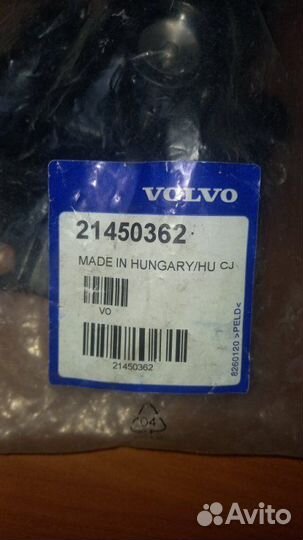 VOLVO
21450362
MADE IN HUNGARY/HU CJ
VO
21450362
8260120 >PELD<
04
Avito